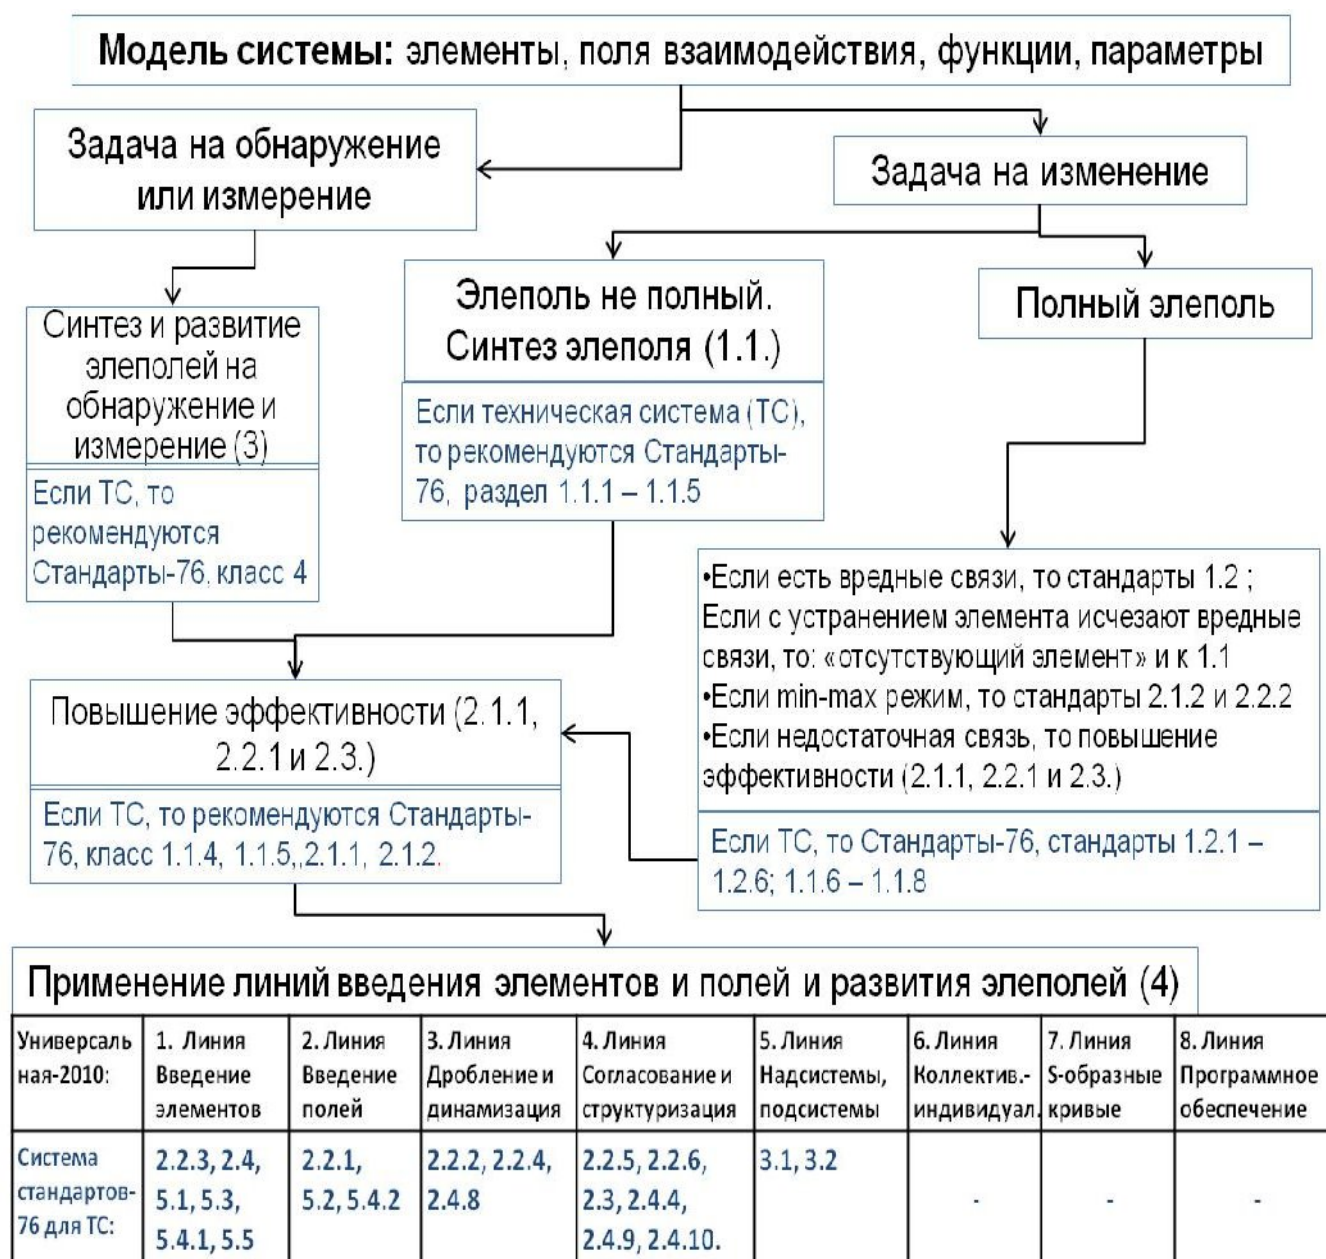 Модель системы: элементы, поля взаимодействия, функции, параметры
Задача на обнаружение
или измерение
Задача на изменение
Синтез и развитие
элеполей на
обнаружение и
измерение (3)
Если ТС, то
рекомендуются
Стандарты-76, класс 4
Элеполь не полный.
Синтез элеполя (1.1.)
Если техническая система (ТС),
то рекомендуются Стандарты-
76, раздел 1.1.1 – 1.1.5
Полный элеполь
•Если есть вредные связи, то стандарты 1.2 ;
Если с устранением элемента исчезают вредные
связи, то: «отсутствующий элемент» и к 1.1
•Если min-max режим, то стандарты 2.1.2 и 2.2.2
•Если недостаточная связь, то повышение
эффективности (2.1.1, 2.2.1 и 2.3.)
Если ТС, то Стандарты-76, стандарты 1.2.1 –
1.2.6; 1.1.6 – 1.1.8
Повышение эффективности (2.1.1,
2.2.1 и 2.3.)
Если ТС, то рекомендуются Стандарты-
76, класс 1.1.4, 1.1.5,,2.1.1, 2.1.2.
Применение линий введения элементов и полей и развития элеполей (4)
Универсаль
ная-2010:
1. Линия
Введение
элементов
2. Линия
Введение
полей
3. Линия
Дробление и
динамизация
4. Линия
Согласование и
структуризация
5. Линия
Надсистемы,
подсистемы
6. Линия
Коллектив.-
индивидуал.
7. Линия
S-образные
кривые
8. Линия
Программное
обеспечение
Система
стандартов-
76 для ТС:
2.2.3, 2.4,
5.1, 5.3,
5.4.1, 5.5
2.2.1,
5.2, 5.4.2
2.2.2, 2.2.4,
2.4.8
2.2.5, 2.2.6,
2.3, 2.4.4,
2.4.9, 2.4.10.
3.1, 3.2
-
-
-